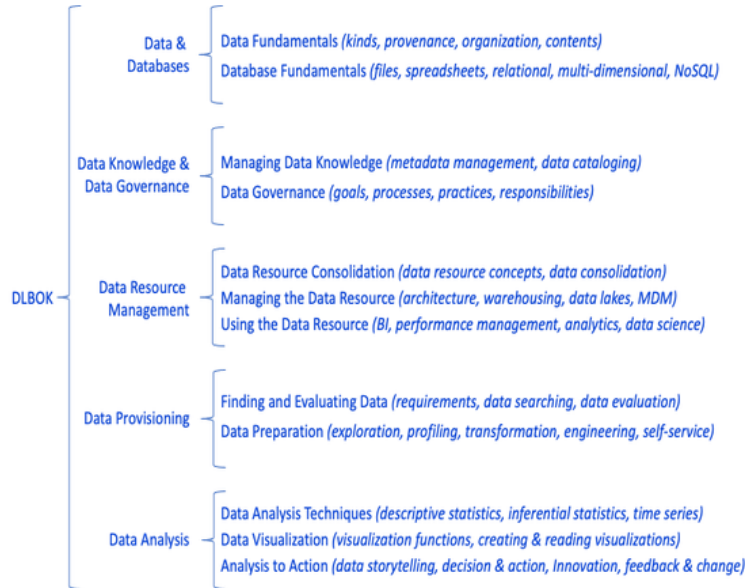 Data &
Databases
Data Fundamentals (kinds, provenance, organization, contents)
Database Fundamentals (files, spreadsheets, relational, multi-dimensional, NoSQL)
Data Knowledge &
Data Governance
Managing Data Knowledge (metadata management, data cataloging)
Data Governance (goals, processes, practices, responsibilities)
DLBOK
Data Resource
Management
Data Resource Consolidation (data resource concepts, data consolidation)
Managing the Data Resource (architecture, warehousing, data lakes, MDM)
Using the Data Resource (BI, performance management, analytics, data science)
Data Provisioning
Finding and Evaluating Data (requirements, data searching, data evaluation)
Data Preparation (exploration, profiling, transformation, engineering, self-service)
Data Analysis
Data Analysis Techniques (descriptive statistics, inferential statistics, time series)
Data Visualization (visualization functions, creating & reading visualizations)
Analysis to Action (data storytelling, decision & action, Innovation, feedback & change)